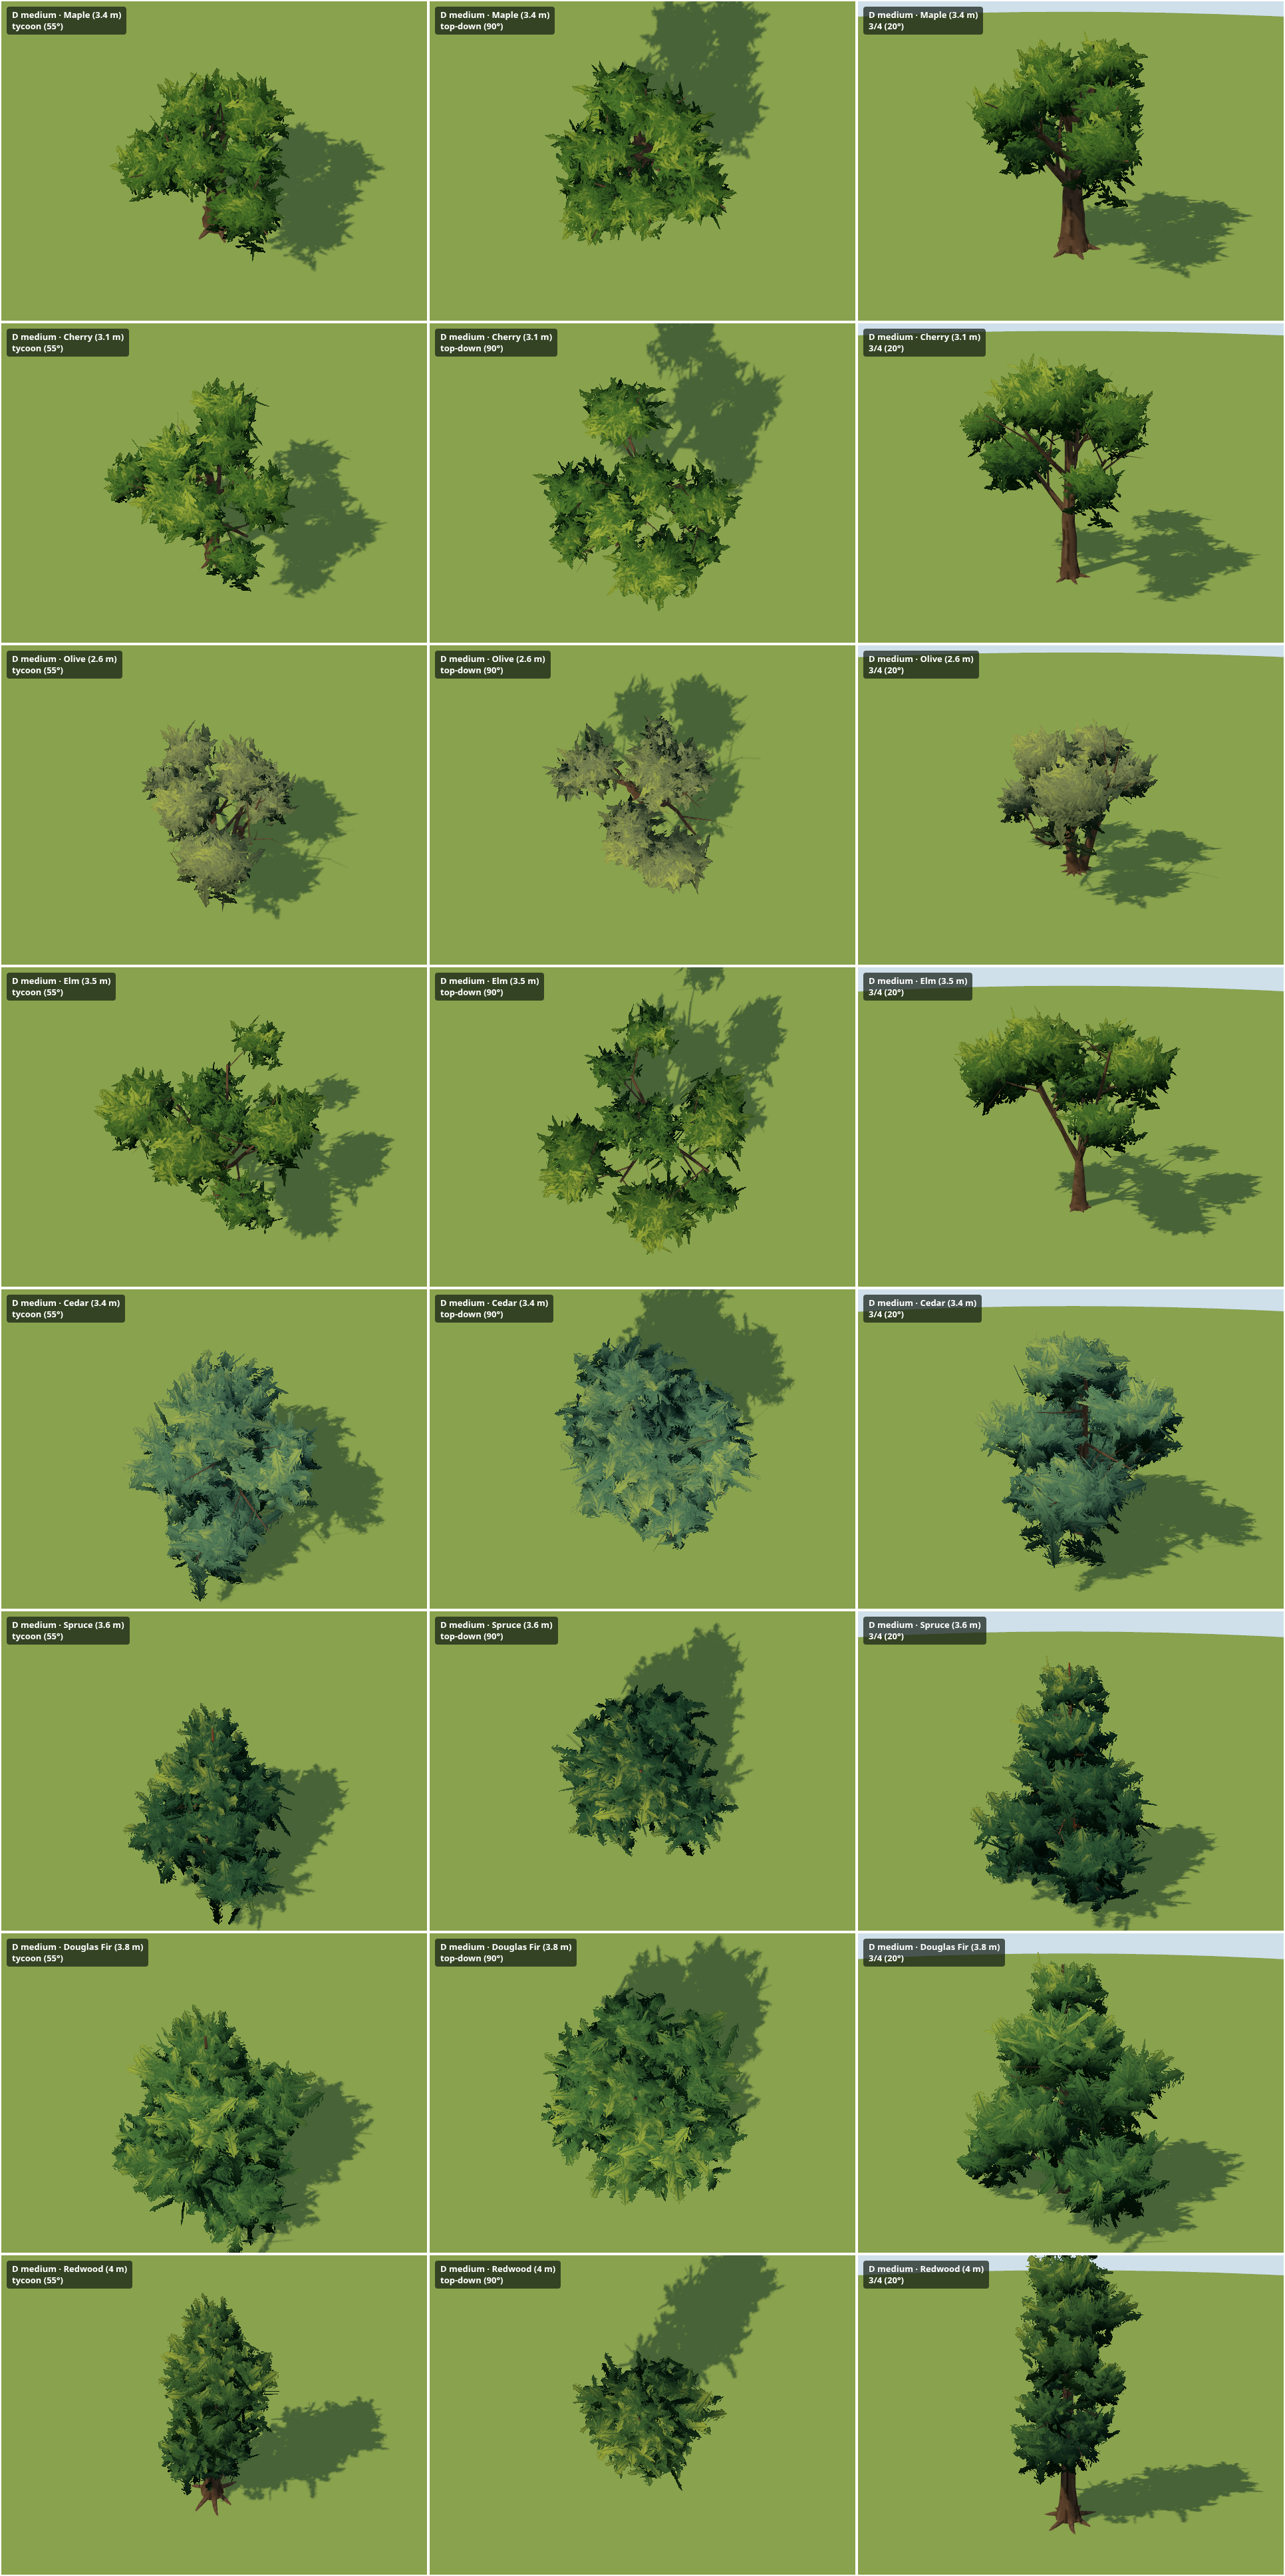 D medium · Maple (3.4 m)
tycoon (55°)
D medium · Maple (3.4 m)
top-down (90°)
D medium · Maple (3.4 m)
3/4 (20°)
D medium · Cherry (3.1 m)
tycoon (55°)
D medium · Cherry (3.1 m)
top-down (90°)
D medium · Cherry (3.1 m)
3/4 (20°)
D medium · Olive (2.6 m)
tycoon (55°)
D medium · Olive (2.6 m)
top-down (90°)
D medium · Olive (2.6 m)
3/4 (20°)
D medium · Elm (3.5 m)
tycoon (55°)
D medium · Elm (3.5 m)
top-down (90°)
D medium · Elm (3.5 m)
3/4 (20°)
D medium · Cedar (3.4 m)
tycoon (55°)
D medium · Cedar (3.4 m)
top-down (90°)
D medium · Cedar (3.4 m)
3/4 (20°)
D medium · Spruce (3.6 m)
tycoon (55°)
D medium · Spruce (3.6 m)
top-down (90°)
D medium · Spruce (3.6 m)
3/4 (20°)
D medium · Douglas Fir (3.8 m)
tycoon (55°)
D medium · Douglas Fir (3.8 m)
top-down (90°)
D medium · Douglas Fir (3.8 m)
3/4 (20°)
D medium · Redwood (4 m)
tycoon (55°)
D medium · Redwood (4 m)
top-down (90°)
D medium · Redwood (4 m)
3/4 (20°)